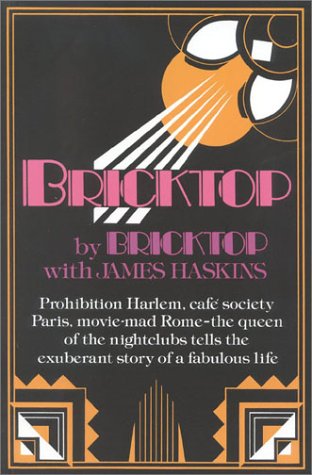 BRICKTOP
by BRICKTOP
with JAMES HASKINS
Prohibition Harlem, café society
Paris, movie-mad Rome–the queen
of the nightclubs tells the
exuberant story of a fabulous life